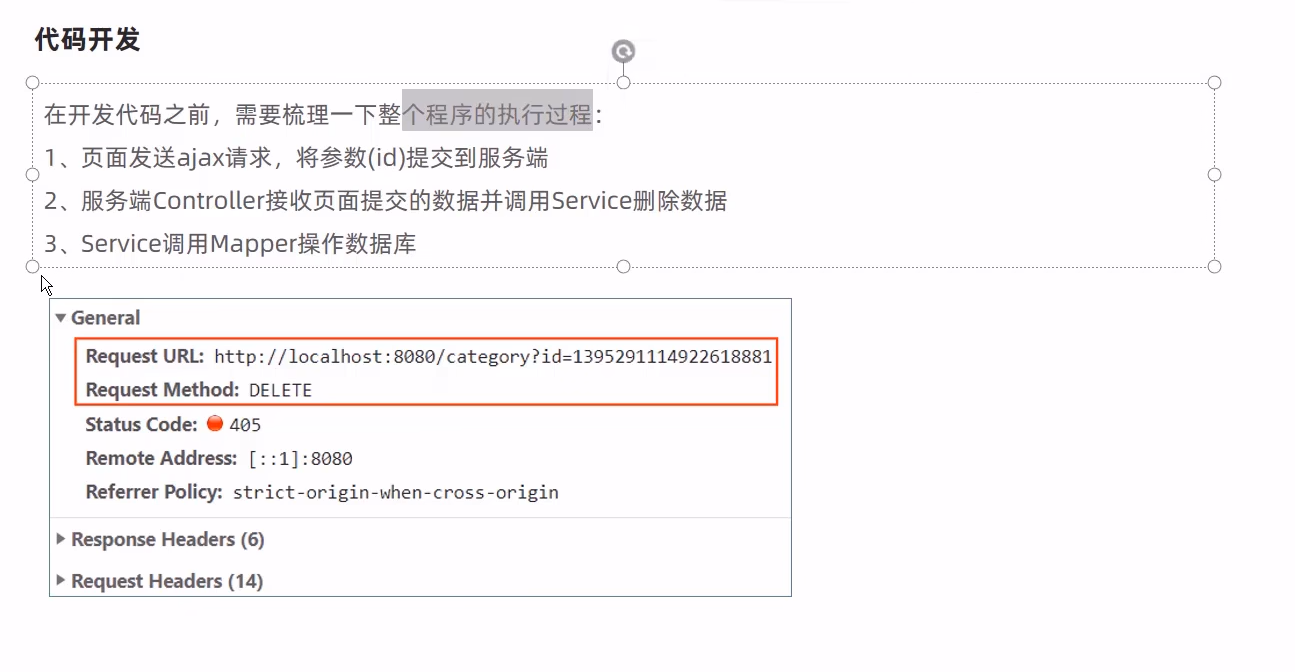 代码开发
在开发代码之前，需要梳理一下整个程序的执行过程：
1、页面发送ajax请求，将参数(id)提交到服务端
2、服务端Controller接收页面提交的数据并调用Service删除数据
3、Service调用Mapper操作数据库
General
Request URL: http://localhost:8080/category?id=1395291114922618881
Request Method: DELETE
Status Code: 405
Remote Address: [::1]:8080
Referrer Policy: strict-origin-when-cross-origin
Response Headers (6)
Request Headers (14)